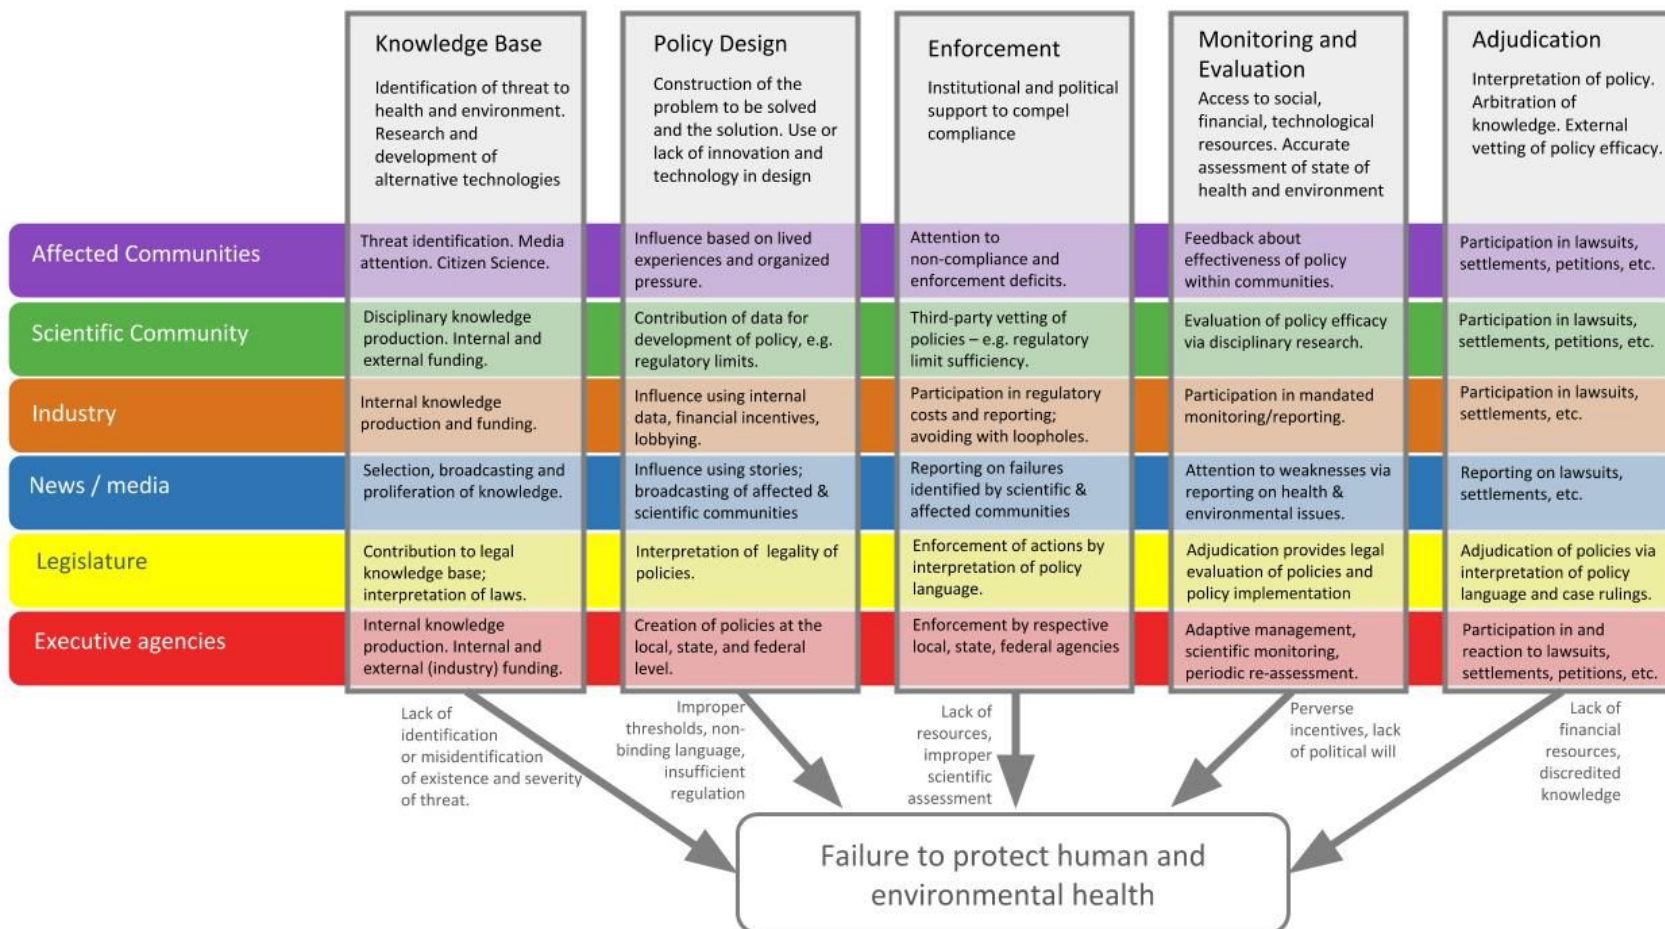 Knowledge Base
Identification of threat to
health and environment.
Research and
development of
alternative technologies
Policy Design
Construction of the
problem to be solved
and the solution. Use or
lack of innovation and
technology in design
Enforcement
Institutional and political
support to compel
compliance
Monitoring and
Evaluation
Access to social,
financial, technological
resources. Accurate
assessment of state of
health and environment
Adjudication
Interpretation of policy.
Arbitration of
knowledge. External
vetting of policy efficacy.
Affected Communities
Threat identification. Media
attention. Citizen Science.
Influence based on lived
experiences and organized
pressure.
Attention to
non-compliance and
enforcement deficits.
Feedback about
effectiveness of policy
within communities.
Participation in lawsuits,
settlements, petitions, etc.
Scientific Community
Disciplinary knowledge
production. Internal and
external funding.
Contribution of data for
development of policy, e.g.
regulatory limits.
Third-party vetting of
policies – e.g. regulatory
limit sufficiency.
Evaluation of policy efficacy
via disciplinary research.
Participation in lawsuits,
settlements, petitions, etc.
Industry
Internal knowledge
production and funding.
Influence using internal
data, financial incentives,
lobbying.
Participation in regulatory
costs and reporting;
avoiding with loopholes.
Participation in mandated
monitoring/reporting.
Participation in lawsuits,
settlements, etc.
News / media
Selection, broadcasting and
proliferation of knowledge.
Influence using stories;
broadcasting of affected &
scientific communities
Reporting on failures
identified by scientific &
affected communities
Attention to weaknesses via
reporting on health &
environmental issues.
Reporting on lawsuits,
settlements, etc.
Legislature
Contribution to legal
knowledge base;
interpretation of laws.
Interpretation of legality of
policies.
Enforcement of actions by
interpretation of policy
language.
Adjudication provides legal
evaluation of policies and
policy implementation
Adjudication of policies via
interpretation of policy
language and case rulings.
Executive agencies
Internal knowledge
production. Internal and
external (industry) funding.
Creation of policies at the
local, state, and federal
level.
Enforcement by respective
local, state, federal agencies
Adaptive management,
scientific monitoring,
periodic re-assessment.
Participation in and
reaction to lawsuits,
settlements, petitions, etc.
Lack of
identification
or misidentification
of existence and severity
of threat.
Improper
thresholds, non-
binding language,
insufficient
regulation
Lack of
resources,
improper
scientific
assessment
Perverse
incentives, lack
of political will
Lack of
financial
resources,
discredited
knowledge
Failure to protect human and
environmental health